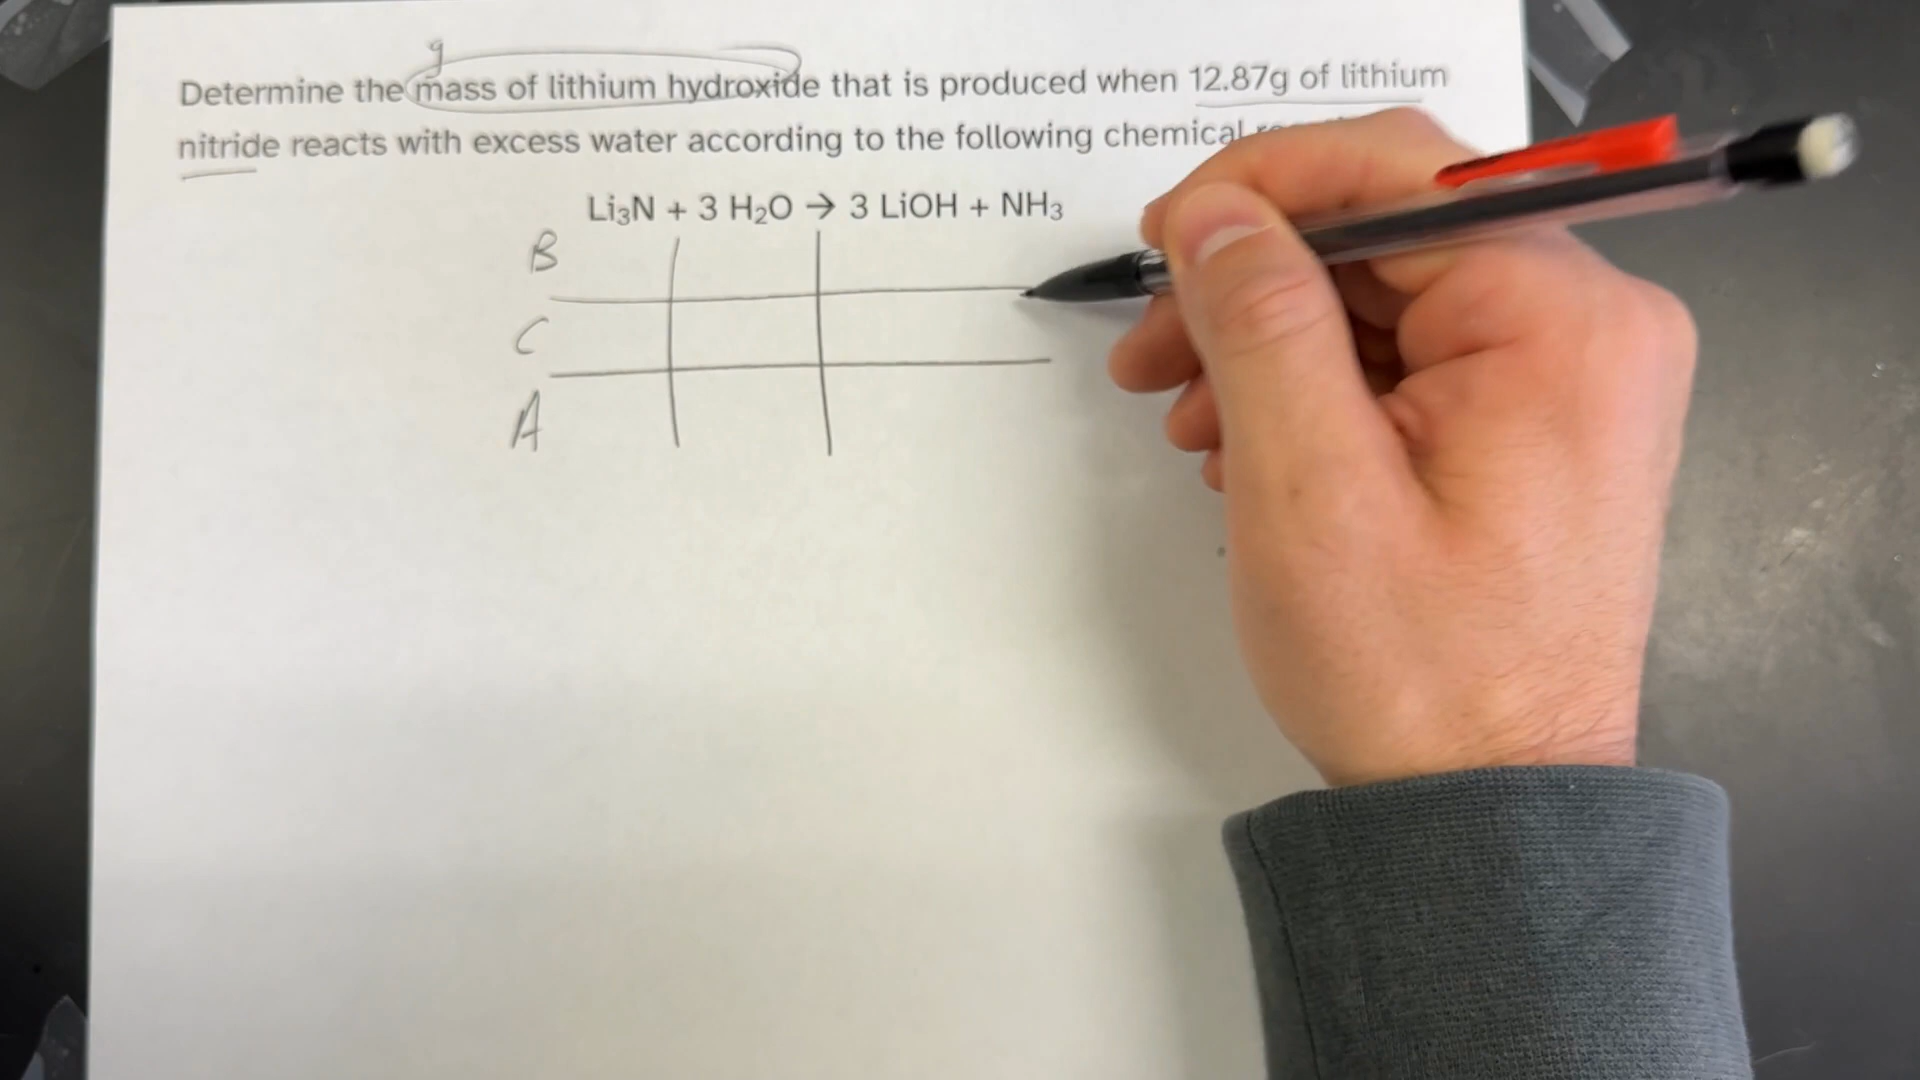 g
Determine the mass of lithium hydroxide that is produced when 12.87g of lithium
nitride reacts with excess water according to the following chemical
Li₃N + 3 H₂O → 3 LiOH + NH₃
B
C
A